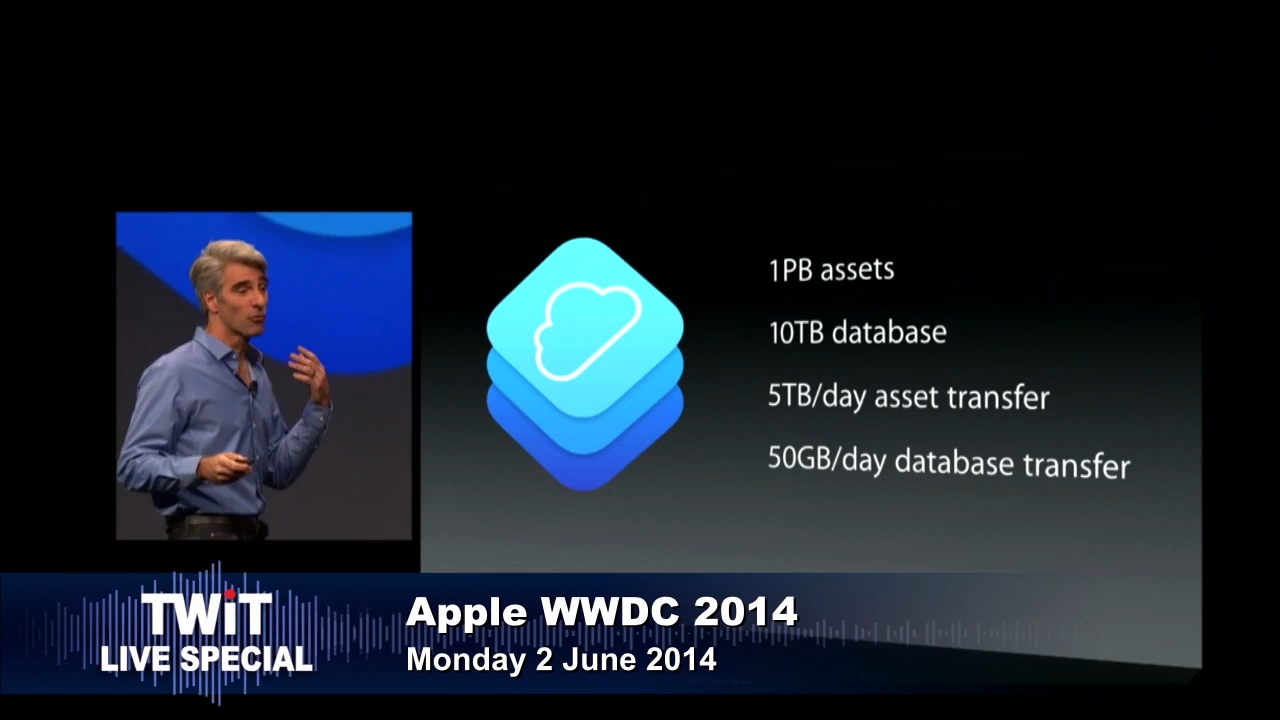 1PB assets
10TB database
5TB/day asset transfer
50GB/day database transfer
TWiT
LIVE SPECIAL
Apple WWDC 2014
Monday 2 June 2014